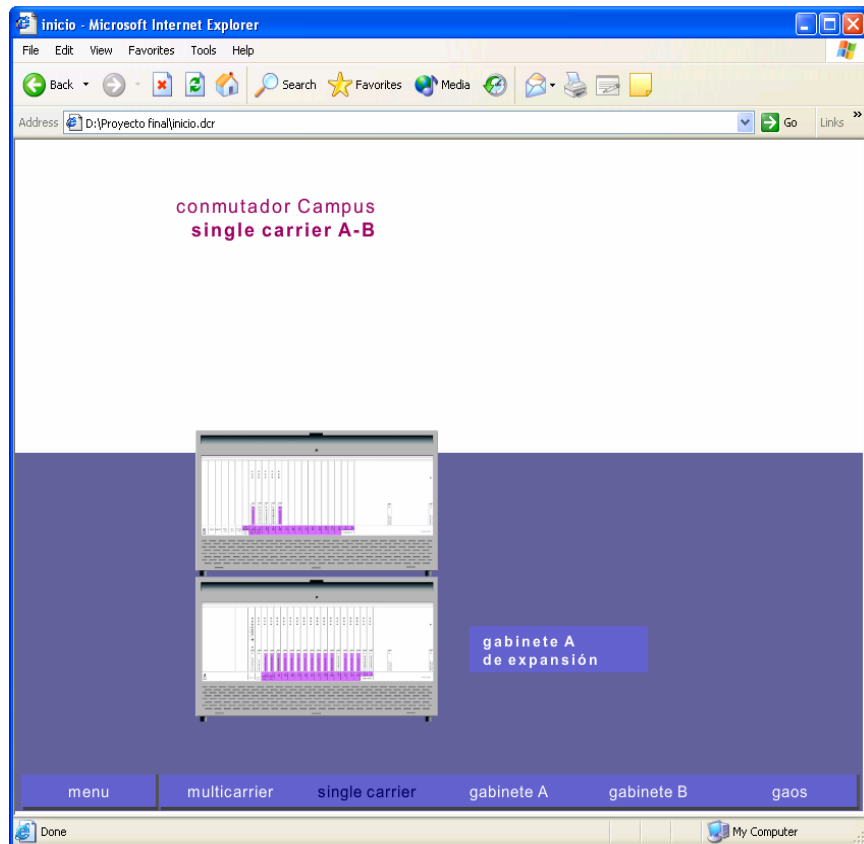 inicio - Microsoft Internet Explorer
File Edit View Favorites Tools Help
Back Search Favorites Media
Address D:\Proyecto final\inicio.dcr Go Links »
conmutador Campus
single carrier A-B
gabinete A
de expansión
menu multicarrier single carrier gabinete A gabinete B gaos
Done My Computer